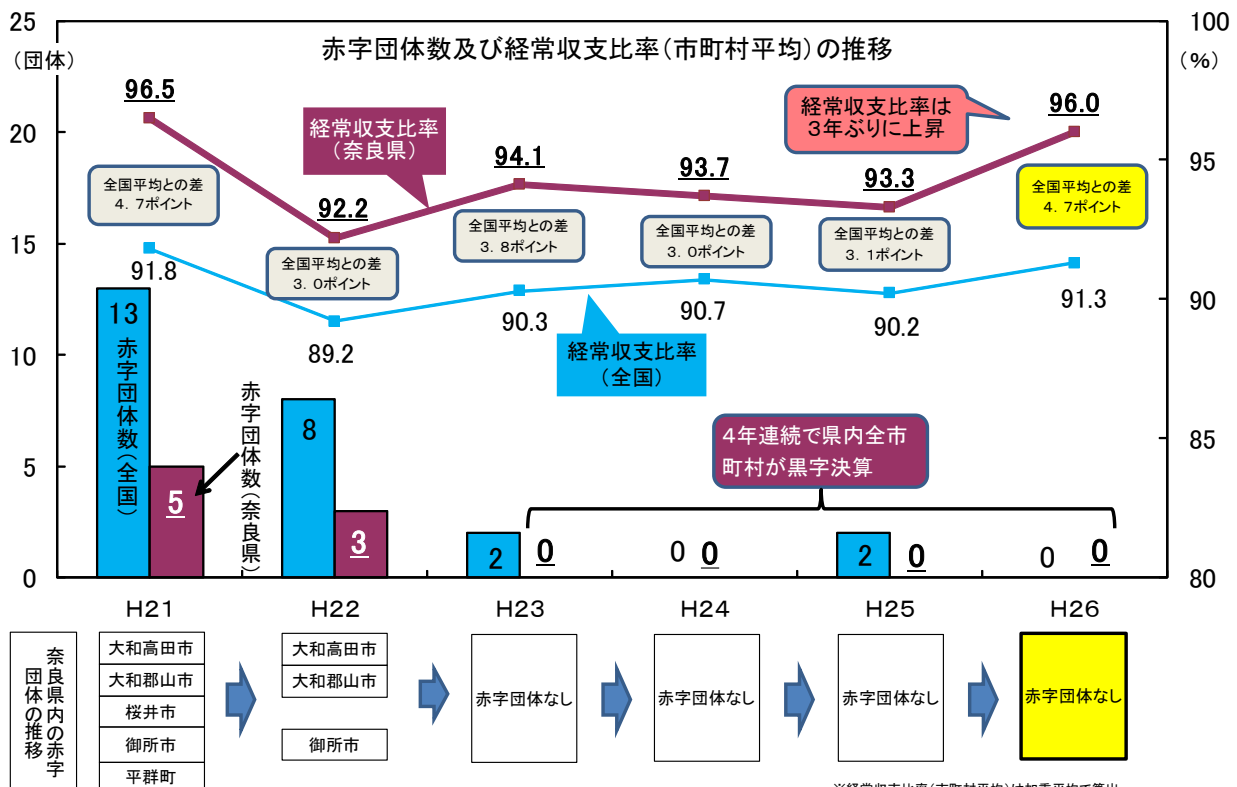 赤字団体数及び経常収支比率(市町村平均)の推移
25
(団体)
20
15
10
5
0
100
(%)
95
90
85
80
96.5
92.2
94.1
93.7
93.3
96.0
経常収支比率
(奈良県)
経常収支比率は
3年ぶりに上昇
全国平均との差
4.7ポイント
全国平均との差
3.0ポイント
全国平均との差
3.8ポイント
全国平均との差
3.0ポイント
全国平均との差
3.1ポイント
全国平均との差
4.7ポイント
91.8
89.2
90.3
90.7
90.2
91.3
経常収支比率
(全国)
13
赤字団体数(全国)
5
赤字団体数(奈良県)
8
3
2
0
0
0
2
0
0
0
4年連続で県内全市
町村が黒字決算
H21
H22
H23
H24
H25
H26
奈良県内の赤字
団体の推移
大和高田市
大和郡山市
桜井市
御所市
平群町
大和高田市
大和郡山市
御所市
赤字団体なし
赤字団体なし
赤字団体なし
赤字団体なし